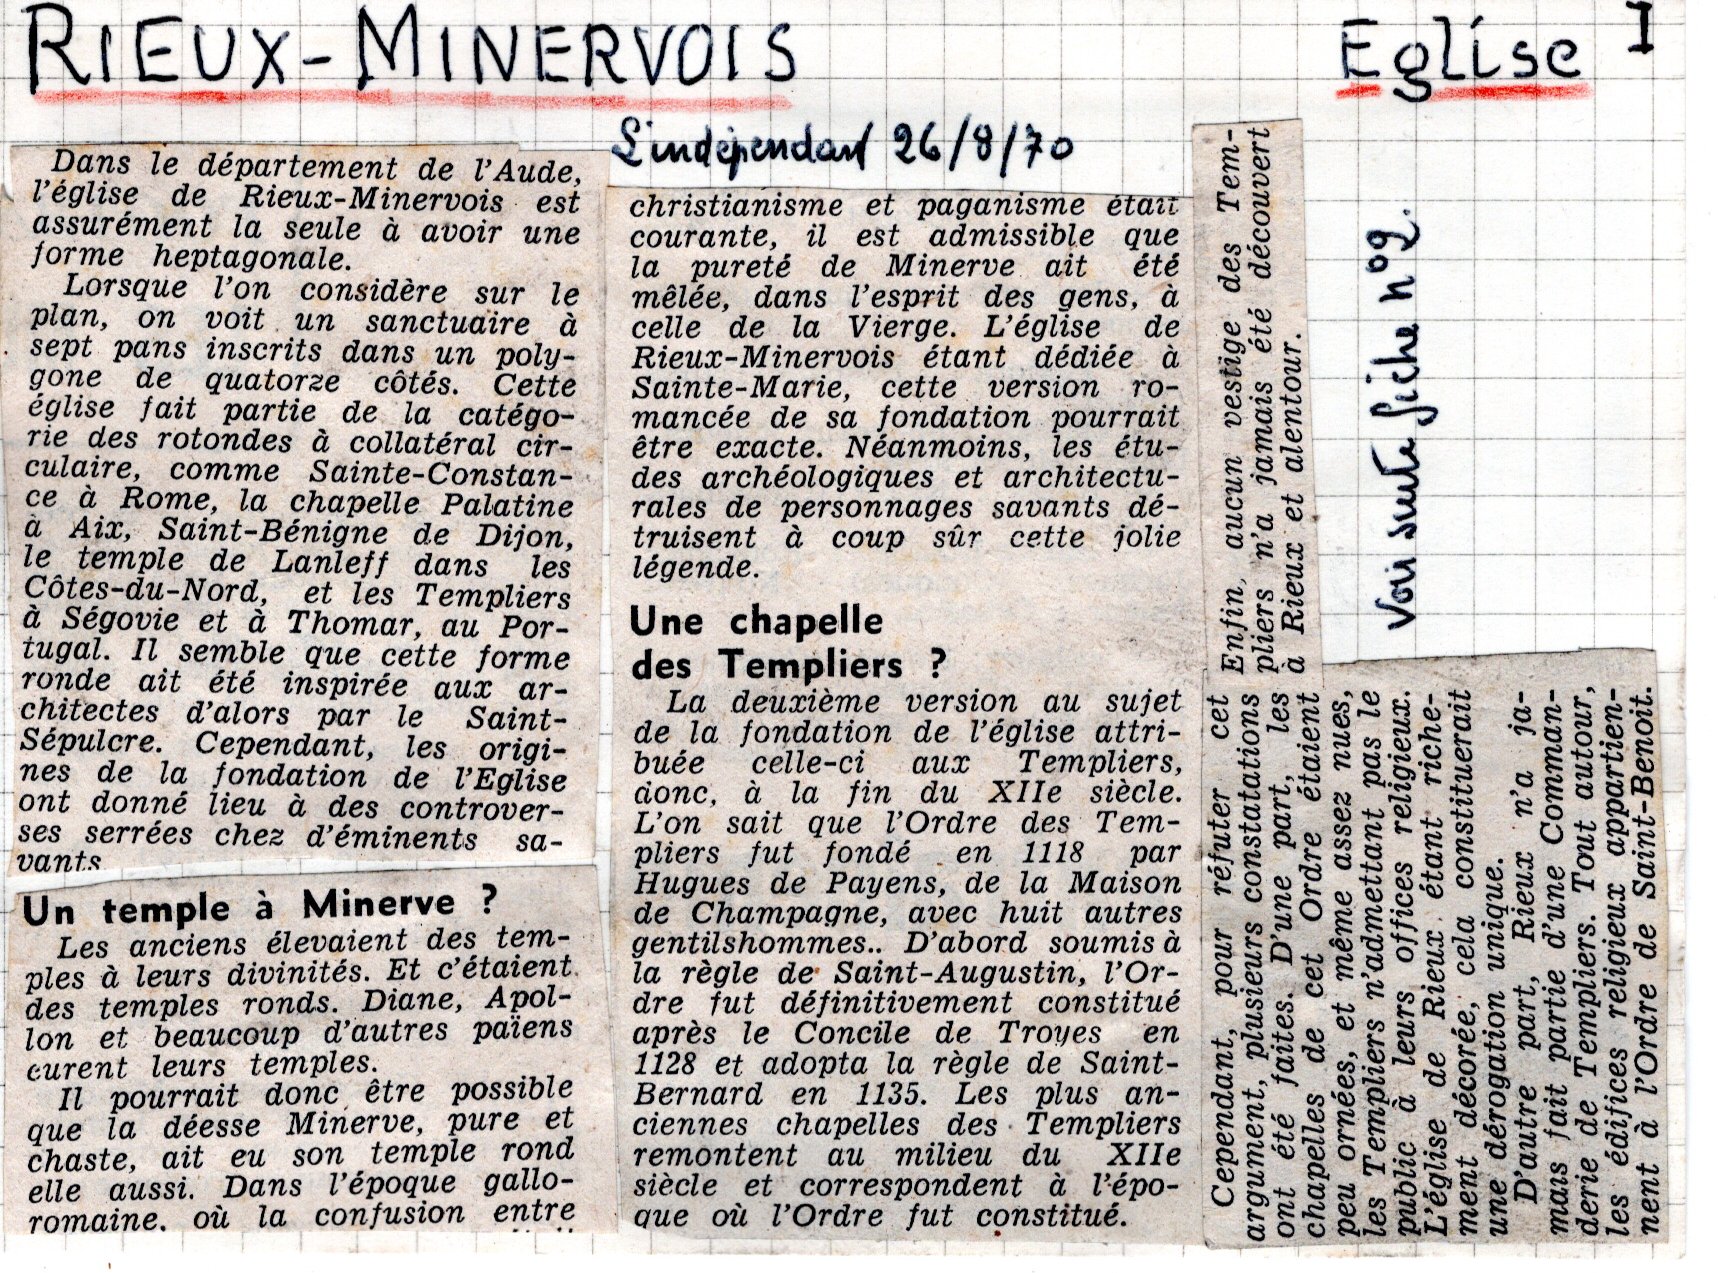 RIEUX-MINERVOIS
Eglise I
L'indépendant 26/8/70
Dans le département de l'Aude,
l'église de Rieux-Minervois est
assurément la seule à avoir une
forme heptagonale.
Lorsque l'on considère sur le
plan, on voit un sanctuaire à
sept pans inscrits dans un poly-
gone de quatorze côtés. Cette
église fait partie de la catégo-
rie des rotondes à collatéral cir-
culaire, comme Sainte-Constan-
ce à Rome, la chapelle Palatine
à Aix, Saint-Bénigne de Dijon,
le temple de Lanleff dans les
Côtes-du-Nord, et les Templiers
à Ségovie et à Thomar, au Por-
tugal. Il semble que cette forme
ronde ait été inspirée aux ar-
chitectes d'alors par le Saint-
Sépulcre. Cependant, les origi-
nes de la fondation de l'Eglise
ont donné lieu à des controver-
ses serrées chez d'éminents sa-
vants
Un temple à Minerve ?
Les anciens élevaient des tem-
ples à leurs divinités. Et c'étaient
des temples ronds. Diane, Apol-
lon et beaucoup d'autres païens
eurent leurs temples.
Il pourrait donc être possible
que la déesse Minerve, pure et
chaste, ait eu son temple rond
elle aussi. Dans l'époque gallo-
romaine, où la confusion entre
christianisme et paganisme était
courante, il est admissible que
la pureté de Minerve ait été
mêlée, dans l'esprit des gens, à
celle de la Vierge. L'église de
Rieux-Minervois étant dédiée à
Sainte-Marie, cette version ro-
mancée de sa fondation pourrait
être exacte. Néanmoins, les étu-
des archéologiques et architectu-
rales de personnages savants dé-
truisent à coup sûr cette jolie
légende.
Une chapelle
des Templiers ?
La deuxième version au sujet
de la fondation de l'église attri-
buée celle-ci aux Templiers,
donc, à la fin du XIIe siècle.
L'on sait que l'Ordre des Tem-
pliers fut fondé en 1118 par
Hugues de Payens, de la Maison
de Champagne, avec huit autres
gentilshommes.. D'abord soumis à
la règle de Saint-Augustin, l'Or-
dre fut définitivement constitué
après le Concile de Troyes en
1128 et adopta la règle de Saint-
Bernard en 1135. Les plus an-
ciennes chapelles des Templiers
remontent au milieu du XIIe
siècle et correspondent à l'épo-
que où l'Ordre fut constitué.
Cependant, pour réfuter cet
argument, plusieurs constatations
ont été faites. D'une part, les
chapelles de cet Ordre étaient
peu ornées, et même assez nues,
les Templiers n'admettant pas le
public à leurs offices religieux.
L'église de Rieux étant riche-
ment décorée, cela constituerait
une dérogation unique.
D'autre part, Rieux n'a ja-
mais fait partie d'une Comman-
derie de Templiers. Tout autour,
les édifices religieux appartien-
nent à l'Ordre de Saint-Benoit.
Enfin, aucun vestige des Tem-
pliers n'a jamais été découvert
à Rieux et alentour.
Voir suite fiche n°2.